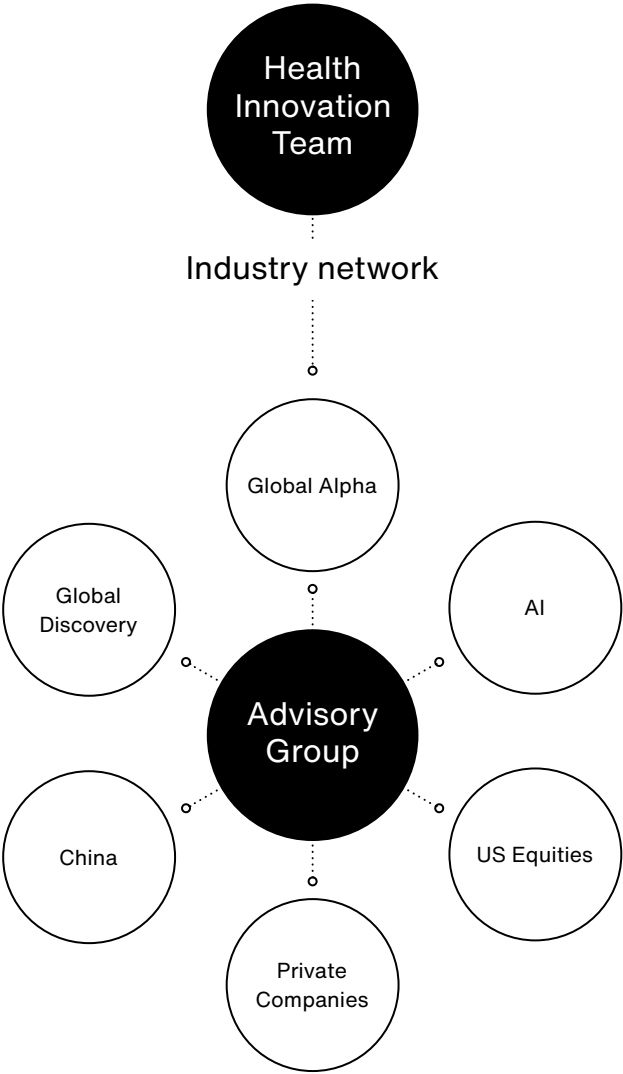 Health
Innovation
Team
Industry network
Global Alpha
Global
Discovery
AI
Advisory
Group
China
US Equities
Private
Companies